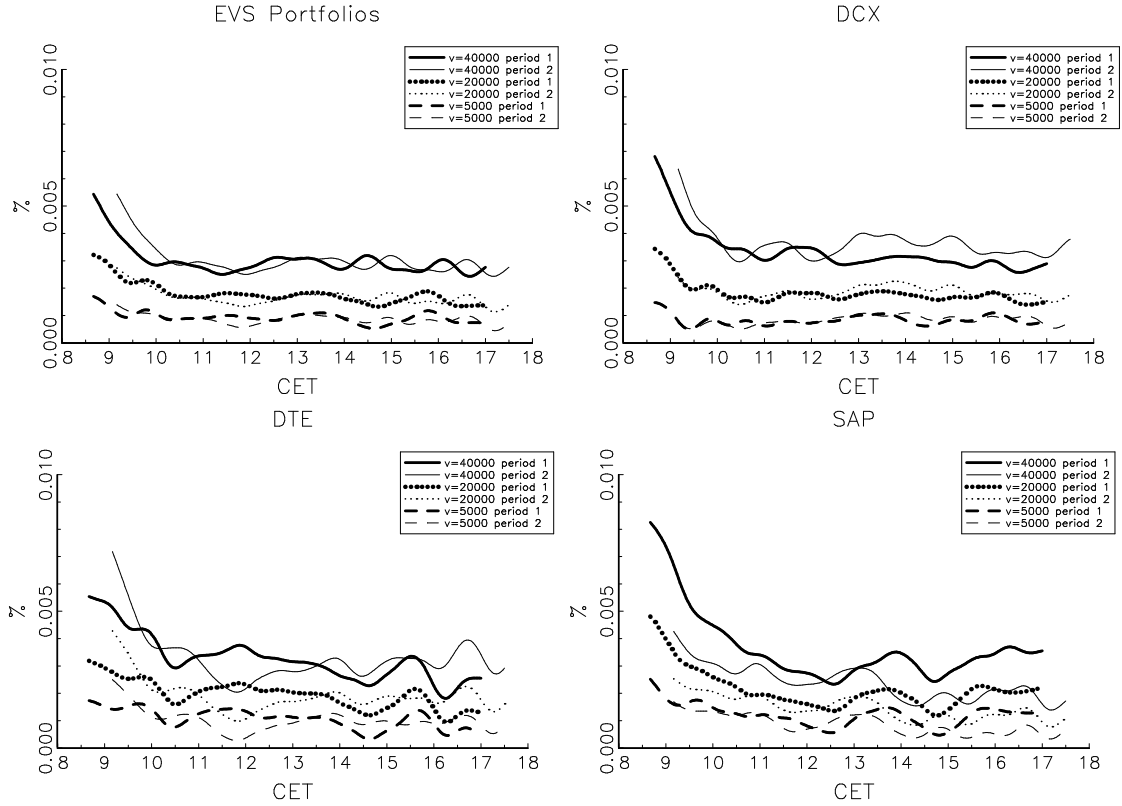 EVS Portfolios
v=40000 period 1
v=40000 period 2
v=20000 period 1
v=20000 period 2
v=5000 period 1
v=5000 period 2
%
0.010
0.005
0.000
8 9 10 11 12 13 14 15 16 17 18
CET
DCX
v=40000 period 1
v=40000 period 2
v=20000 period 1
v=20000 period 2
v=5000 period 1
v=5000 period 2
%
0.010
0.005
0.000
8 9 10 11 12 13 14 15 16 17 18
CET
DTE
v=40000 period 1
v=40000 period 2
v=20000 period 1
v=20000 period 2
v=5000 period 1
v=5000 period 2
%
0.010
0.005
0.000
8 9 10 11 12 13 14 15 16 17 18
CET
SAP
v=40000 period 1
v=40000 period 2
v=20000 period 1
v=20000 period 2
v=5000 period 1
v=5000 period 2
%
0.010
0.005
0.000
8 9 10 11 12 13 14 15 16 17 18
CET